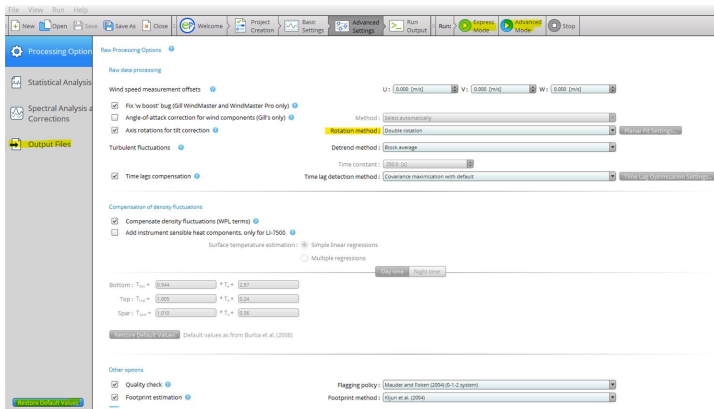 File View Run Help
New Open Save Save As Close Welcome Project Creation Basic Settings Advanced Settings Run Output Run: Express Mode Advanced Mode Stop
Processing Option
Statistical Analysis
Spectral Analysis a
Corrections
Output Files
Restore Default Values
Raw Processing Options ?
Raw data processing
Wind speed measurement offsets ? U : 0.000 [m/s] V : 0.000 [m/s] W : 0.000 [m/s]
Fix 'w boost' bug (Gill WindMaster and WindMaster Pro only) ?
Angle-of-attack correction for wind components (Gill's only) ? Method : Select automatically
Axis rotations for tilt correction ? Rotation method : Double rotation Planar Fit Settings...
Turbulent fluctuations Detrend method : Block average
Time constant : 250.0 [s]
Time lags compensation ? Time lag detection method : Covariance maximization with default Time Lag Optimization Settings...
Compensation of density fluctuations
Compensate density fluctuations (WPL terms) ?
Add instrument sensible heat components, only for LI-7500 ?
Surface temperature estimation : Simple linear regressions
Multiple regressions
Day time Night time
Bottom : 0.944 2.57
Top : 1.005 0.24
Spar : 1.010 0.36
Restore Default Values Default values as from Burba et al. (2008)
Other options
Quality check ? Flagging policy : Mauder and Foken (2004) (0-1-2 system)
Footprint estimation ? Footprint method : Kljun et al. (2004)